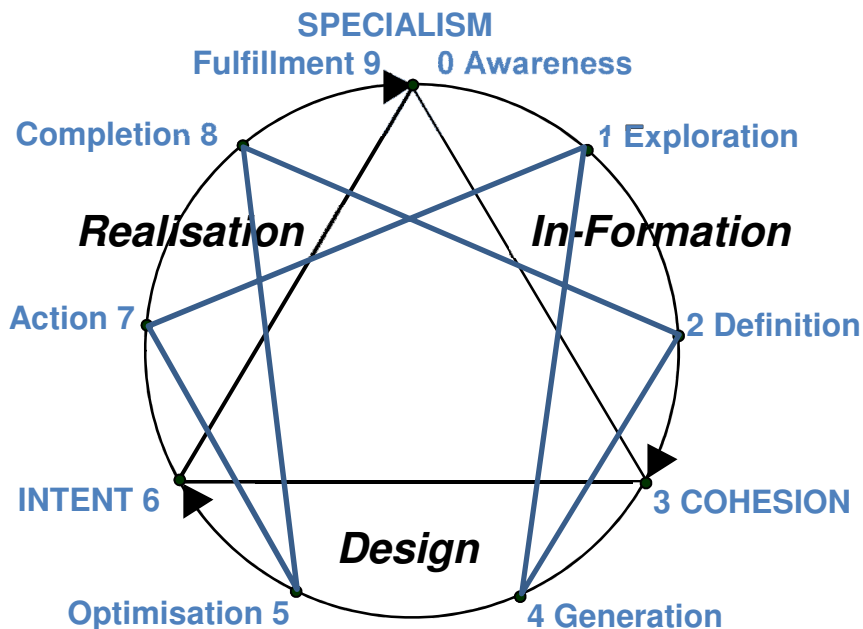 SPECIALISM
Fulfillment 9 0 Awareness
Completion 8
1 Exploration
Realisation
In-Formation
Action 7
2 Definition
INTENT 6
3 COHESION
Design
Optimisation 5
4 Generation